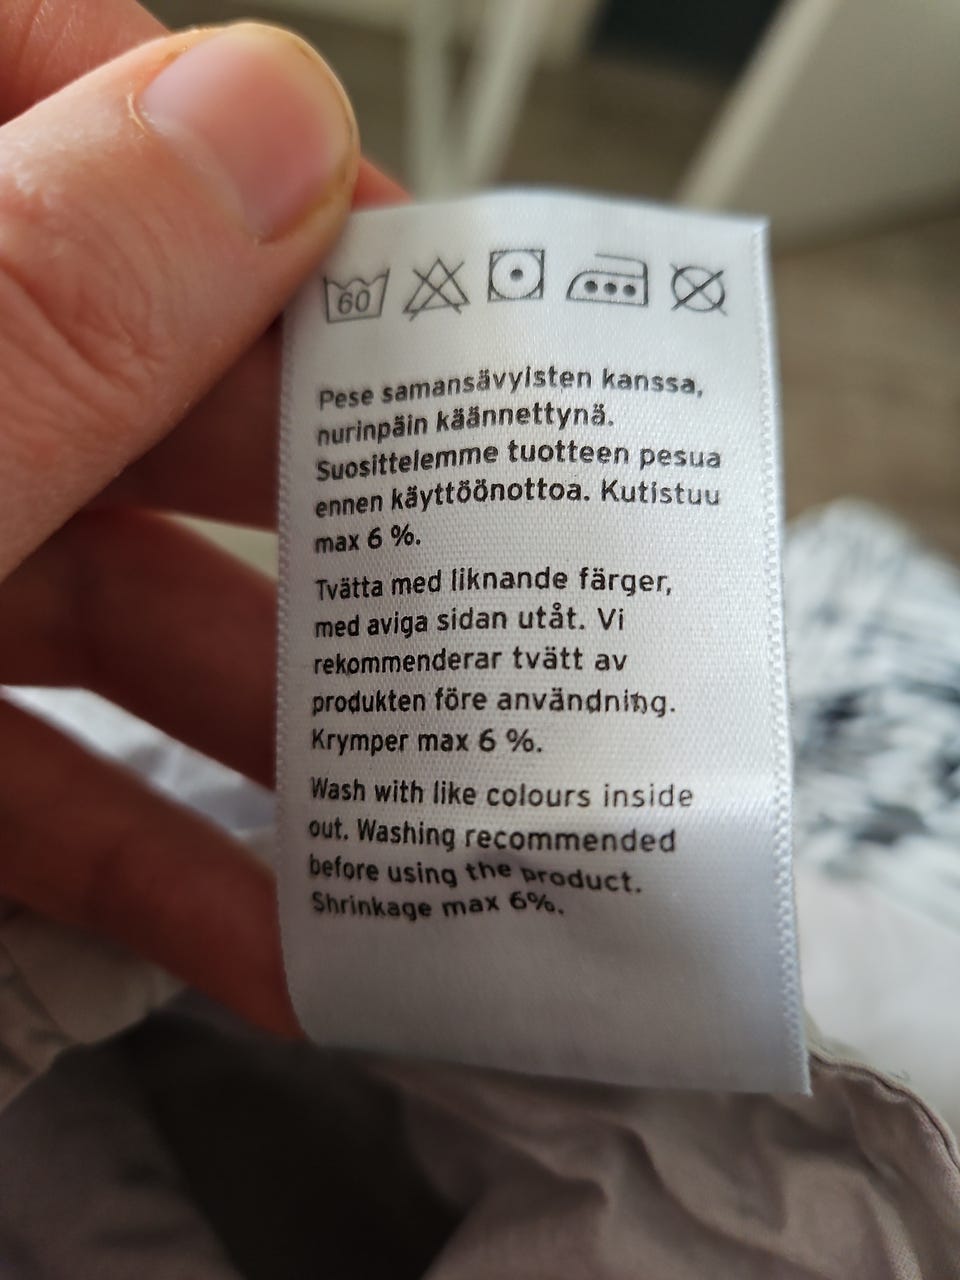 60
Pese samansävyisten kanssa,
nurinpäin käännettynä.
Suosittelemme tuotteen pesua
ennen käyttöönottoa. Kutistuu
max 6 %.
Tvätta med liknande färger,
med aviga sidan utåt. Vi
rekommenderar tvätt av
produkten före användning.
Krymper max 6 %.
Wash with like colours inside
out. Washing recommended
before using the product.
Shrinkage max 6%.